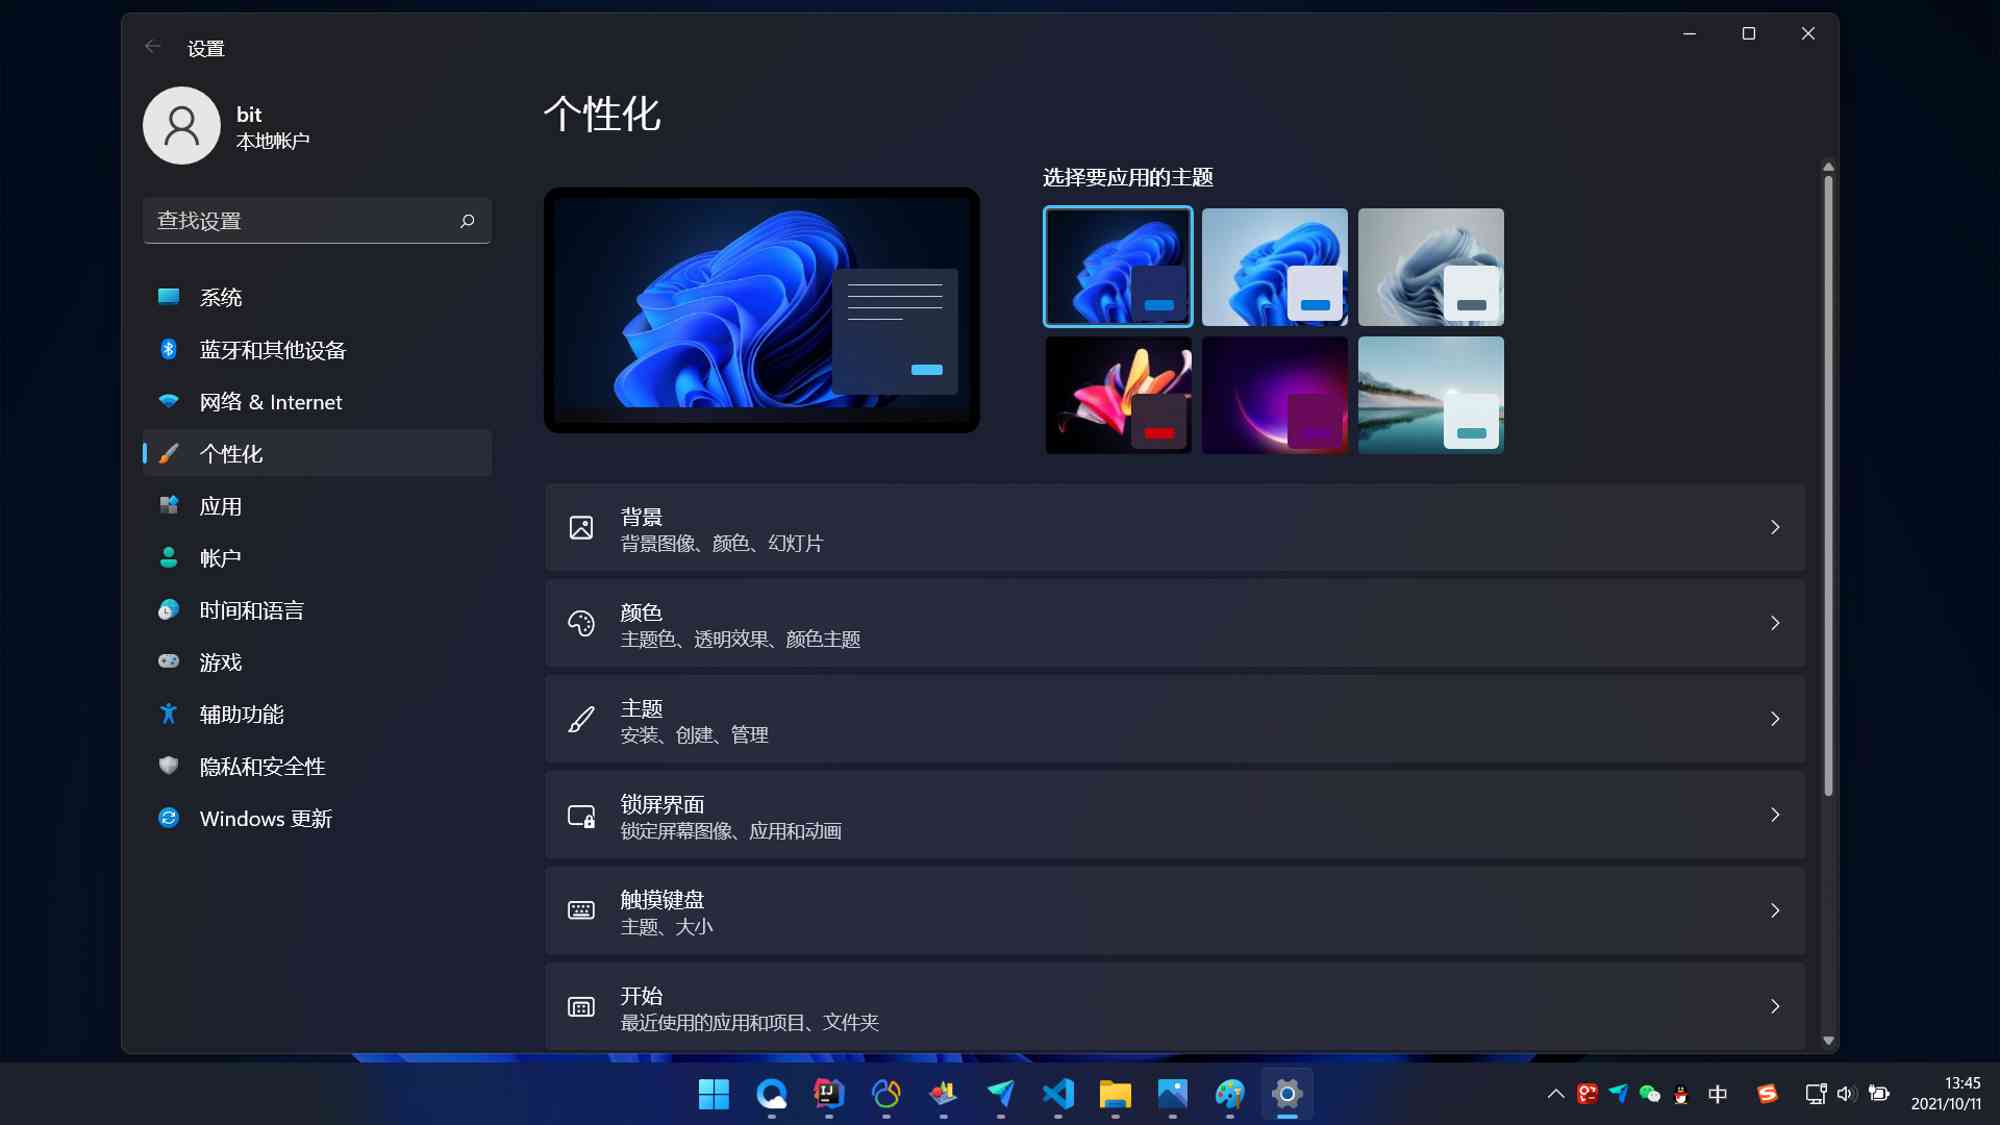 设置
bit
本地帐户
查找设置
系统
蓝牙和其他设备
网络 & Internet
个性化
应用
帐户
时间和语言
游戏
辅助功能
隐私和安全性
Windows 更新
个性化
选择要应用的主题
背景
背景图像、颜色、幻灯片
颜色
主题色、透明效果、颜色主题
主题
安装、创建、管理
锁屏界面
锁定屏幕图像、应用和动画
触摸键盘
主题、大小
开始
最近使用的应用和项目、文件夹
IJ
中
13:45
2021/10/11